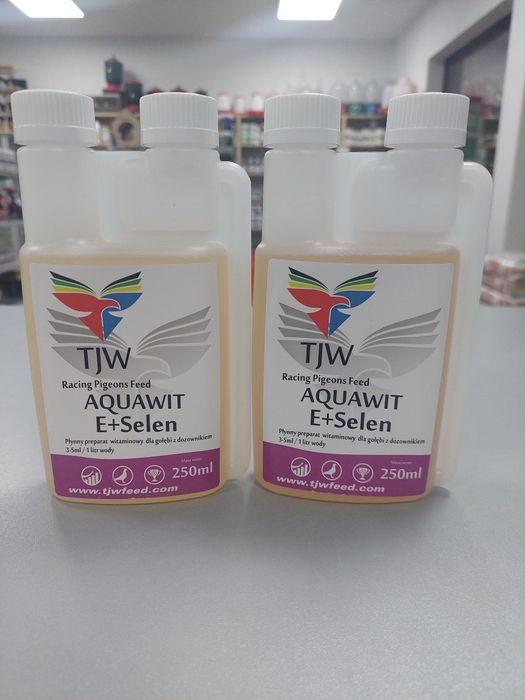 TJW
Racing Pigeons Feed
AQUAWIT
E+Selen
Płynny preparat witaminowy dla gołębi z dozownikiem
3-5ml / 1 litr wody
250ml
www.tjwfeed.com
TJW
Racing Pigeons Feed
AQUAWIT
E+Selen
Płynny preparat witaminowy dla gołębi z dozownikiem
3-5ml / 1 litr wody
250ml
www.tjwfeed.com